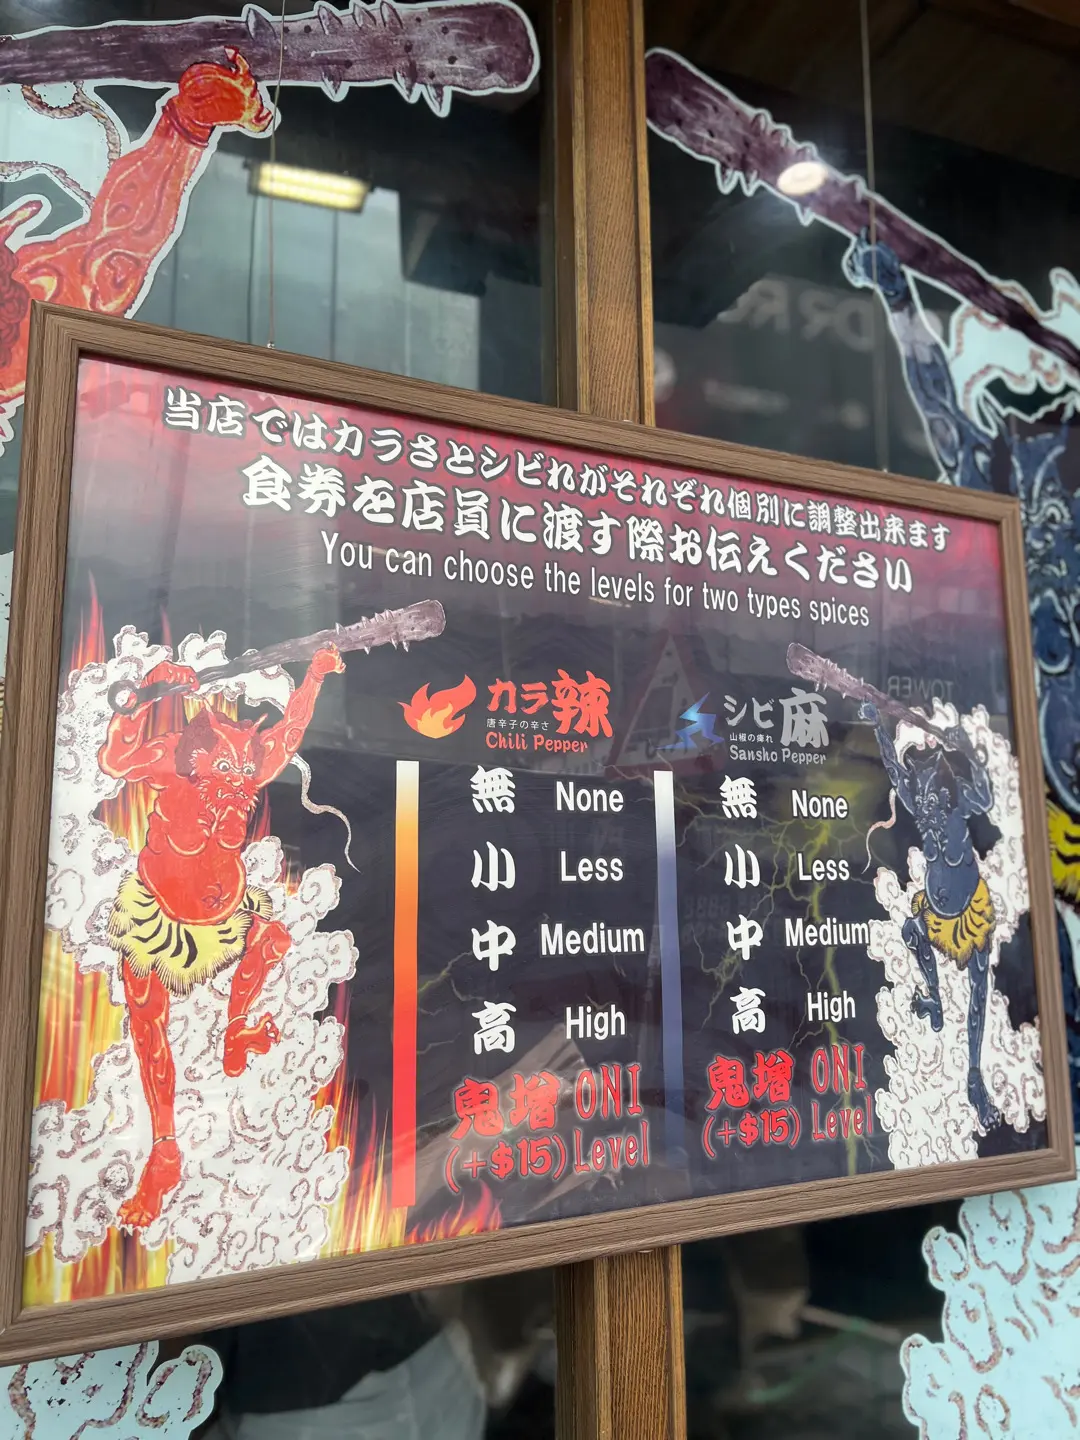 当店ではカラさとシビれがそれぞれ個別に調整出来ます
食券を店員に渡す際お伝えください
You can choose the levels for two types spices
カラ 辣
唐辛子の辛さ
Chili Pepper
無 None
小 Less
中 Medium
高 High
鬼増 ONI
(+$15) Level
シビ 麻
山椒の痺れ
Sansho Pepper
無 None
小 Less
中 Medium
高 High
鬼増 ONI
(+$15) Level
TOWER